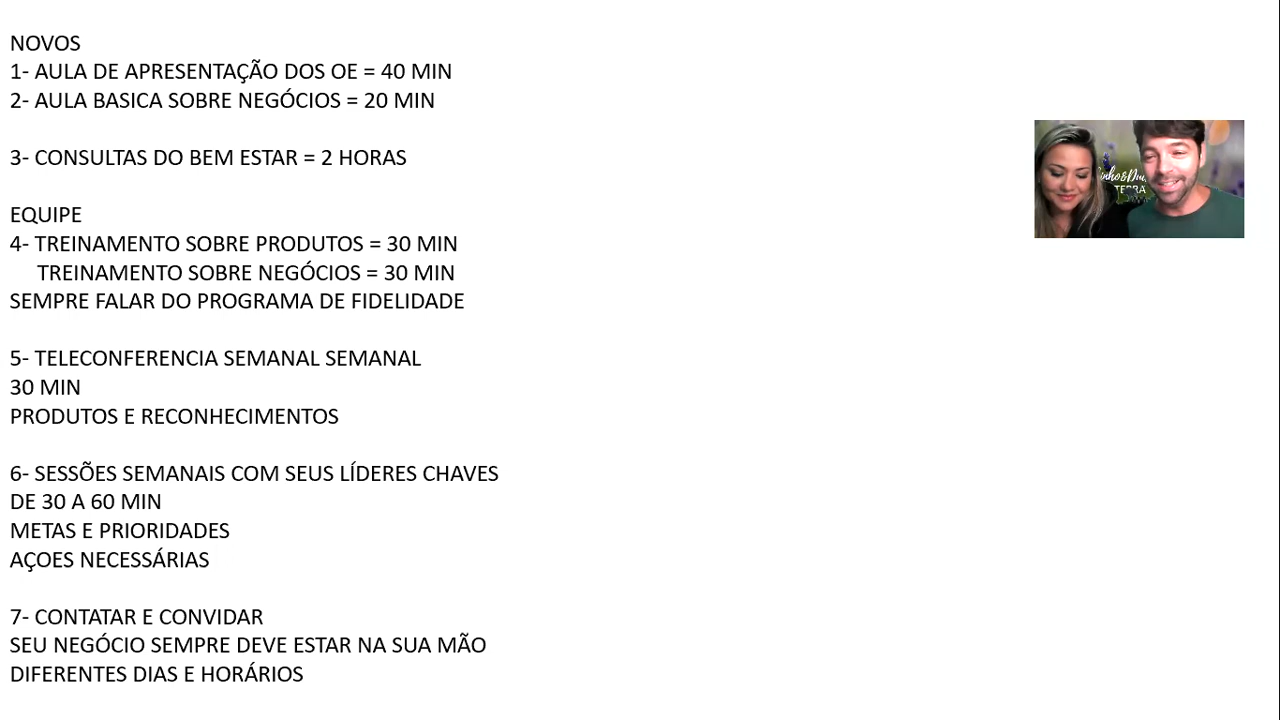 NOVOS
1- AULA DE APRESENTAÇÃO DOS OE = 40 MIN
2- AULA BASICA SOBRE NEGÓCIOS = 20 MIN
3- CONSULTAS DO BEM ESTAR = 2 HORAS
EQUIPE
4- TREINAMENTO SOBRE PRODUTOS = 30 MIN
TREINAMENTO SOBRE NEGÓCIOS = 30 MIN
SEMPRE FALAR DO PROGRAMA DE FIDELIDADE
5- TELECONFERENCIA SEMANAL SEMANAL
30 MIN
PRODUTOS E RECONHECIMENTOS
6- SESSÕES SEMANAIS COM SEUS LÍDERES CHAVES
DE 30 A 60 MIN
METAS E PRIORIDADES
AÇOES NECESSÁRIAS
7- CONTATAR E CONVIDAR
SEU NEGÓCIO SEMPRE DEVE ESTAR NA SUA MÃO
DIFERENTES DIAS E HORÁRIOS